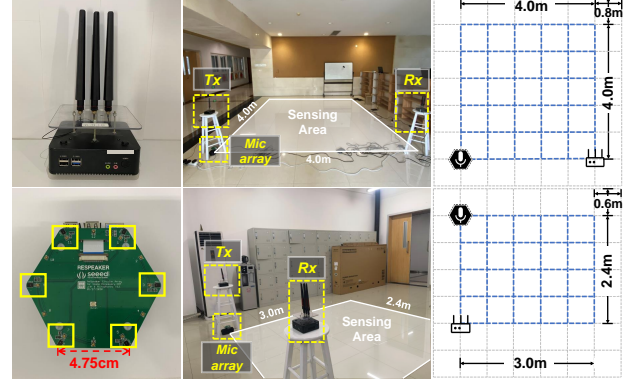 Tx
Rx
4.0m
Sensing
Area
Mic array
4.0m
4.0m
0.8m
4.0m
RESPEAKER
seeed
4.75cm
Tx
Rx
3.0m
2.4m
Mic
array
Sensing
Area
0.6m
2.4m
3.0m